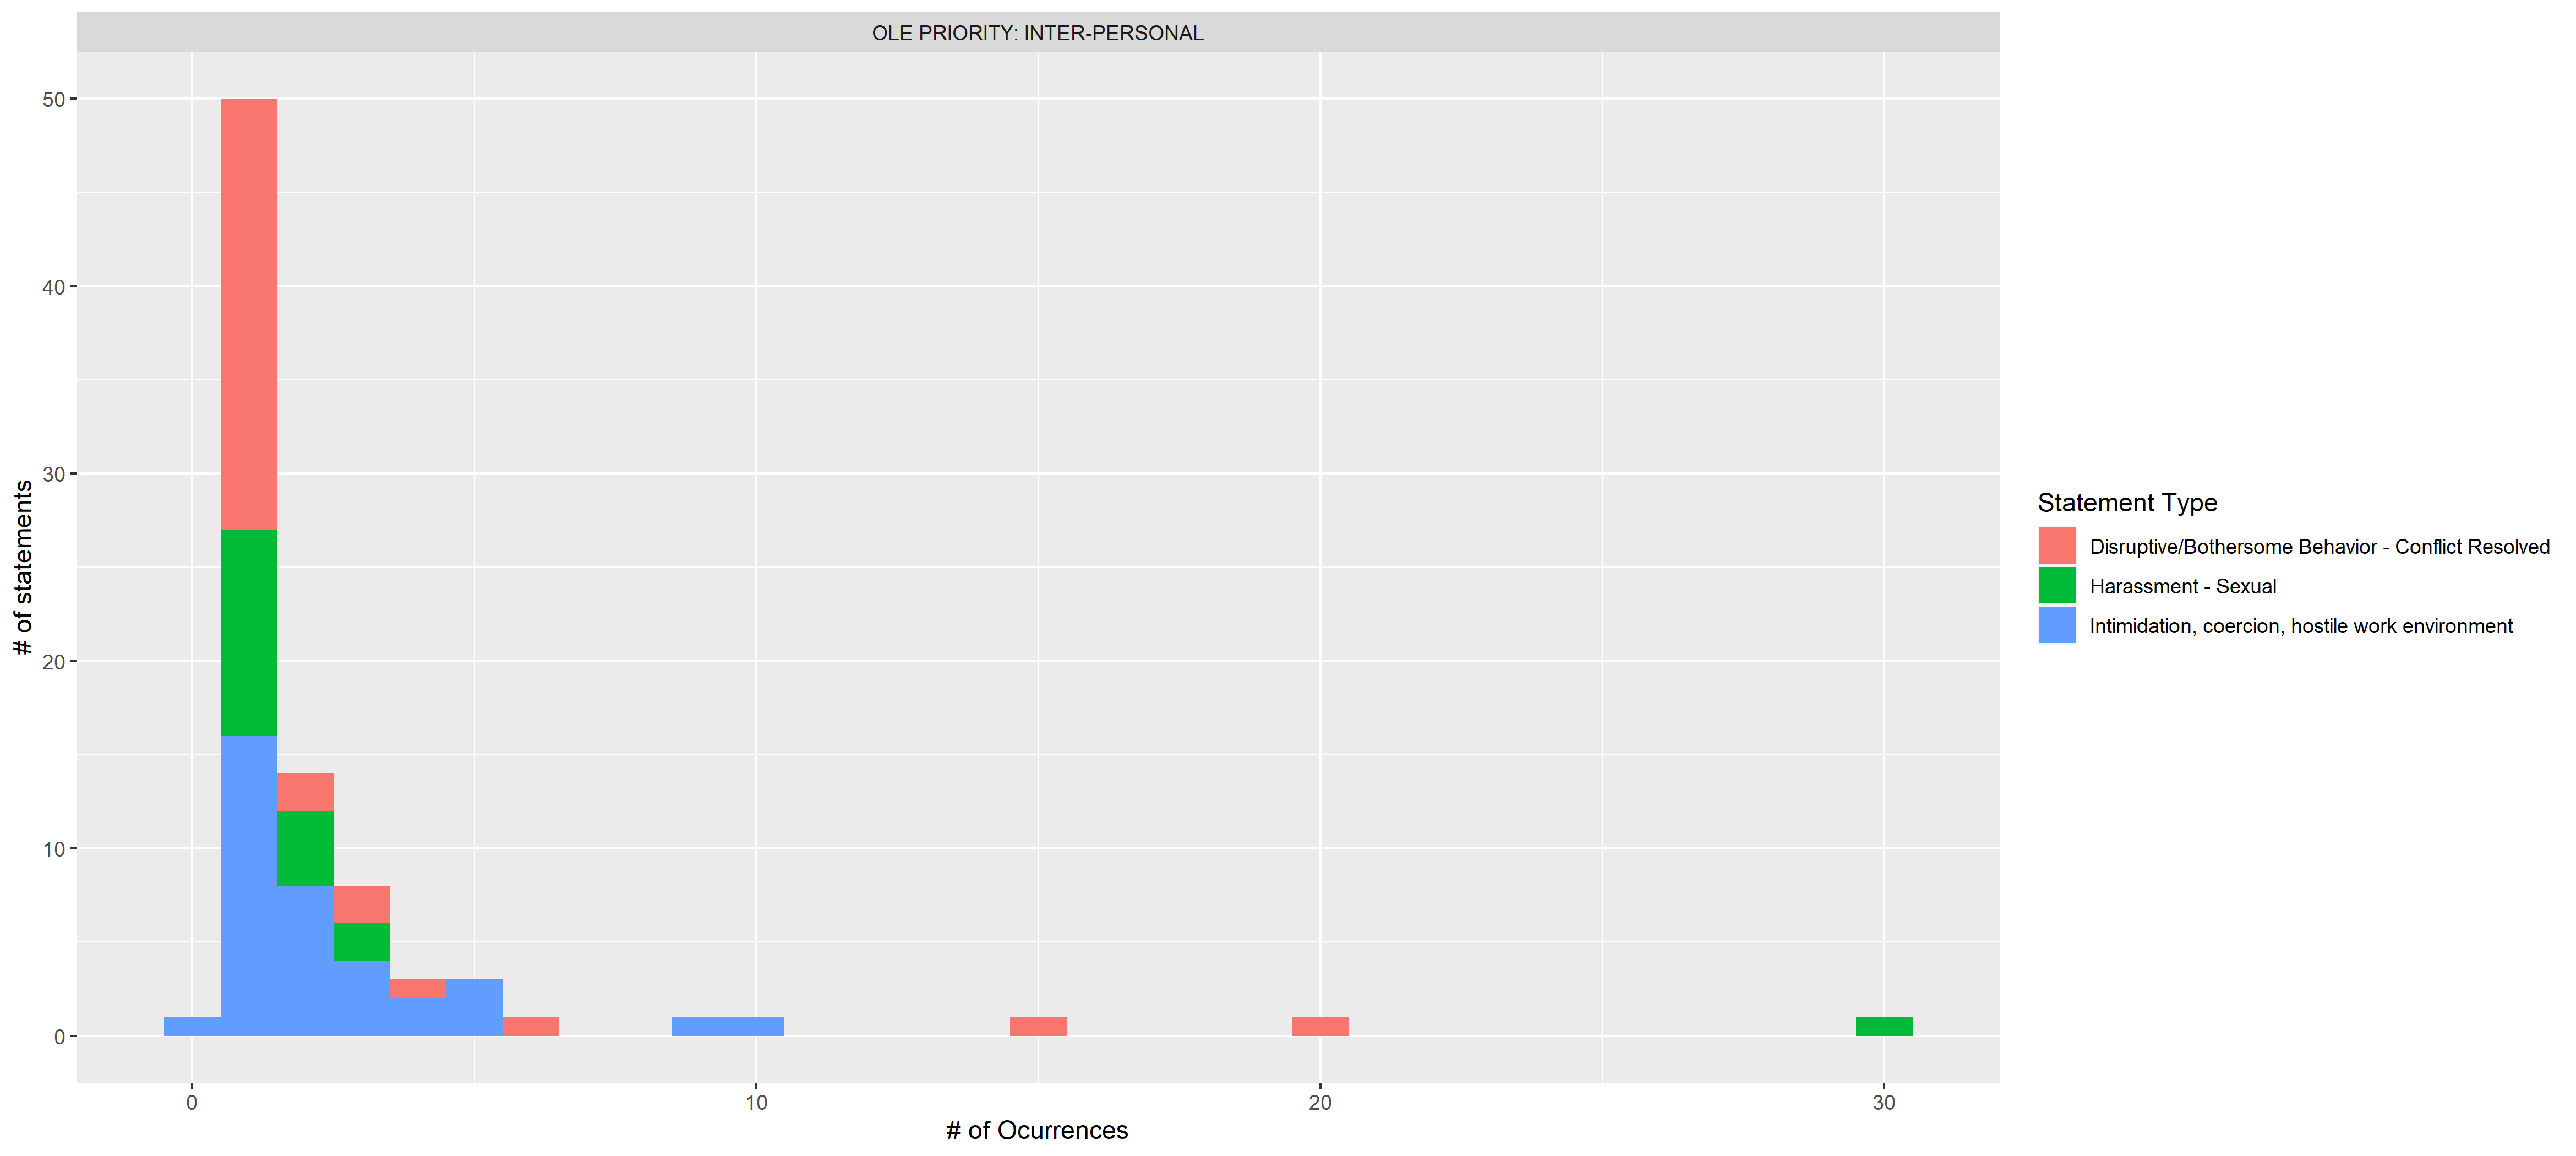 OLE PRIORITY: INTER-PERSONAL
50
40
30
20
10
0
# of statements
0 10 20 30
# of Ocurrences
Statement Type
Disruptive/Bothersome Behavior - Conflict Resolved
Harassment - Sexual
Intimidation, coercion, hostile work environment